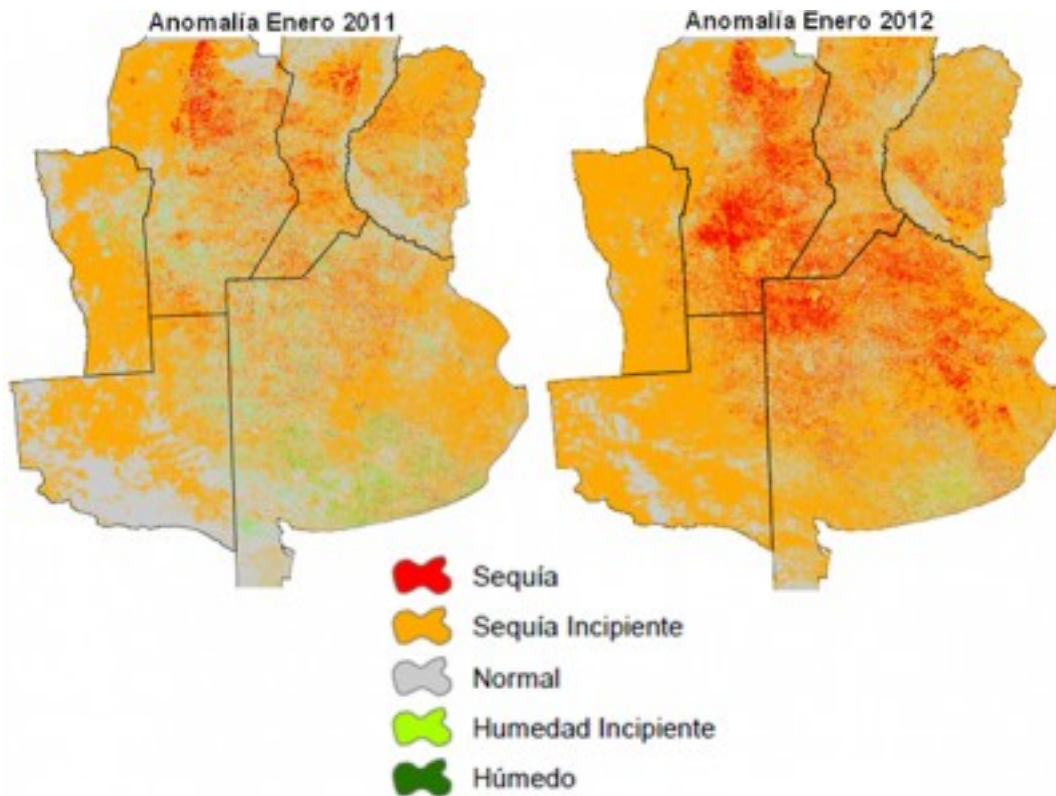 Anomalía Enero 2011
Anomalía Enero 2012
Sequía
Sequía Incipiente
Normal
Humedad Incipiente
Húmedo